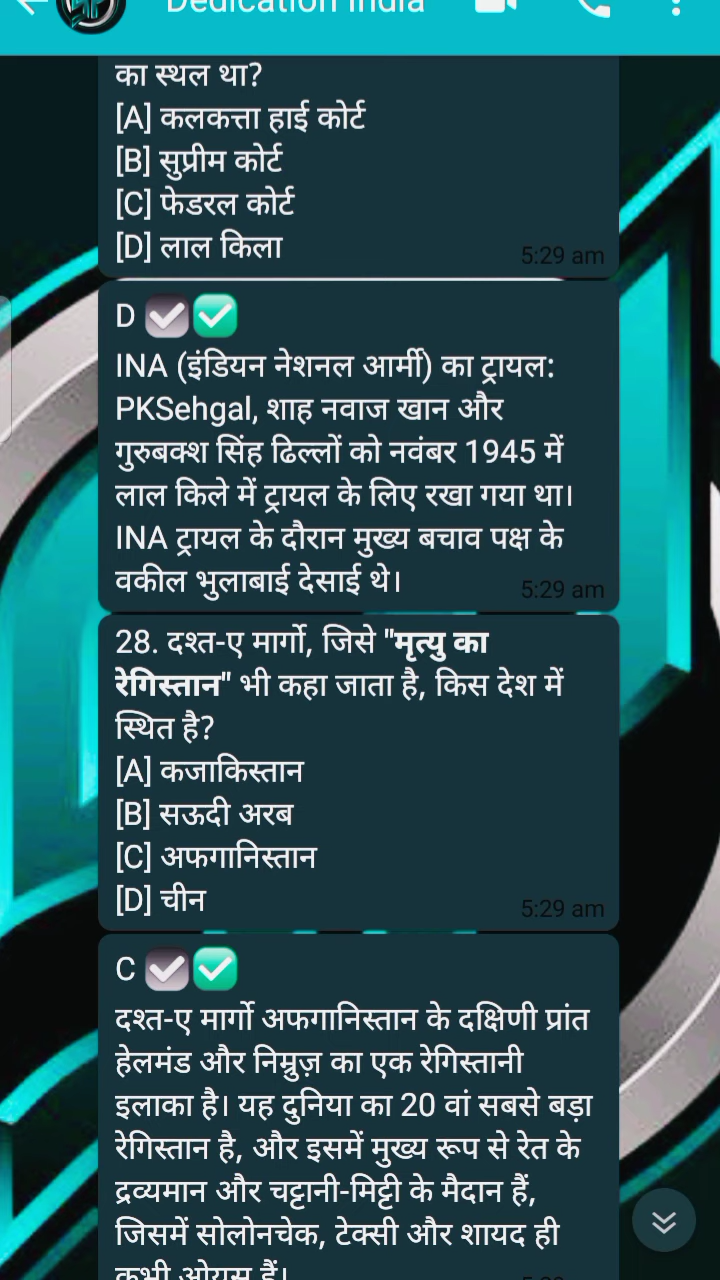 Dedication India
का स्थल था?
[A] कलकत्ता हाई कोर्ट
[B] सुप्रीम कोर्ट
[C] फेडरल कोर्ट
[D] लाल किला
5:29 am
D
INA (इंडियन नेशनल आर्मी) का ट्रायल:
PKSehgal, शाह नवाज खान और
गुरुबक्श सिंह ढिल्लों को नवंबर 1945 में
लाल किले में ट्रायल के लिए रखा गया था।
INA ट्रायल के दौरान मुख्य बचाव पक्ष के
वकील भुलाबाई देसाई थे।
5:29 am
28. दश्त-ए मार्गो, जिसे "मृत्यु का
रेगिस्तान" भी कहा जाता है, किस देश में
स्थित है?
[A] कजाकिस्तान
[B] सऊदी अरब
[C] अफगानिस्तान
[D] चीन
5:29 am
C
दश्त-ए मार्गो अफगानिस्तान के दक्षिणी प्रांत
हेलमंड और निम्रुज़ का एक रेगिस्तानी
इलाका है। यह दुनिया का 20 वां सबसे बड़ा
रेगिस्तान है, और इसमें मुख्य रूप से रेत के
द्रव्यमान और चट्टानी-मिट्टी के मैदान हैं,
जिसमें सोलोनचेक, टेक्सी और शायद ही
कभी ओयस हैं।